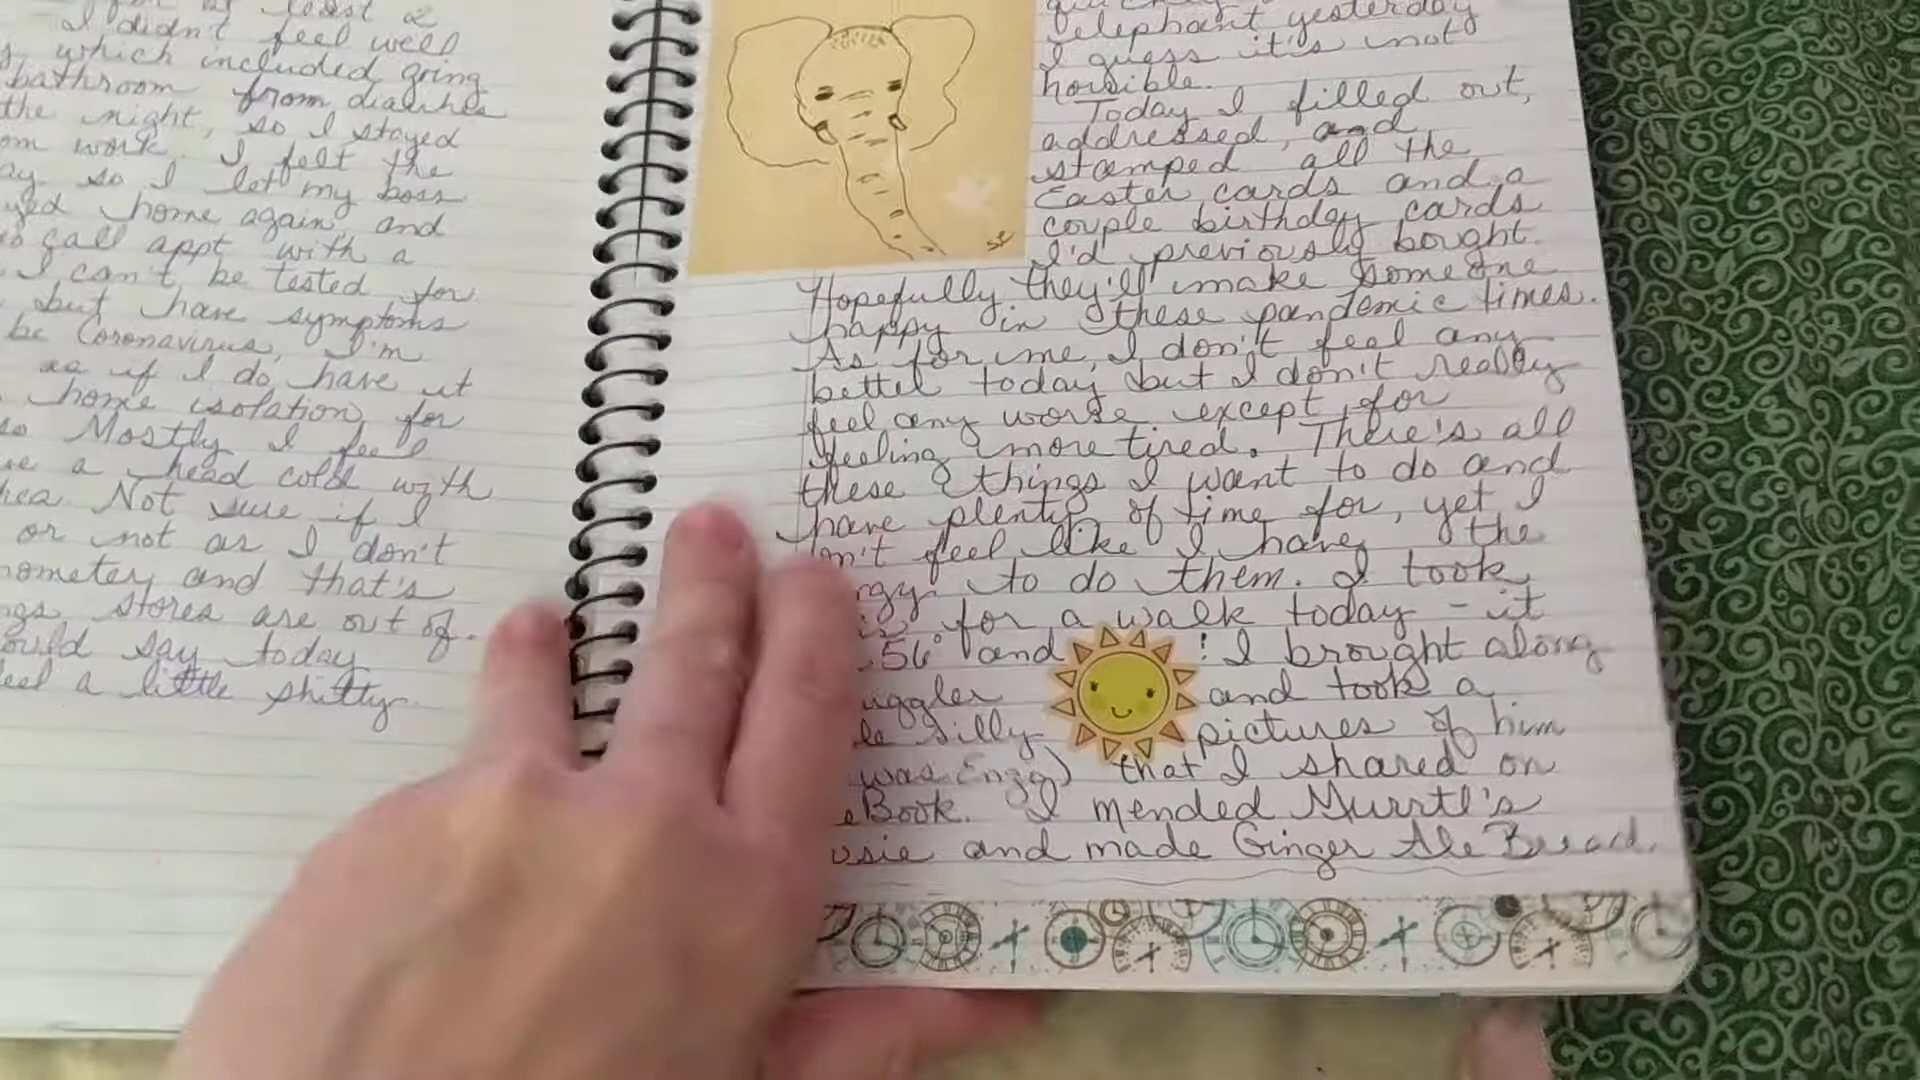 I didn't feel well
which included going
bathroom from diarrhea
the night, so I stayed
work. I felt the
so I let my boss
home again and
call appt with a
I can't be tested for
but have symptoms
be Coronavirus, I'm
as if I do have it
home isolation for
Mostly I feel
a head cold with
Not sure if I
or not as I don't
and that's
stores are out of.
say today
a little shitty
elephant yesterday
I guess it's not
horrible.
Today I filled out,
addressed, and
stamped all the
Easter cards and a
couple birthday cards
I'd previously bought.
Hopefully they'll make someone
happy in these pandemic times.
As for me, I don't feel any
better today but I don't really
feel any worse except for
feeling more tired. There's all
these things I want to do and
have plenty of time for, yet I
feel like I have the
to do them. I took
for a walk today - it
56° and ! I brought along
and took a
silly pictures of him
was Enzo) that I shared on
Book. I mended Murrtl's
and made Ginger Ale Bread.
SC